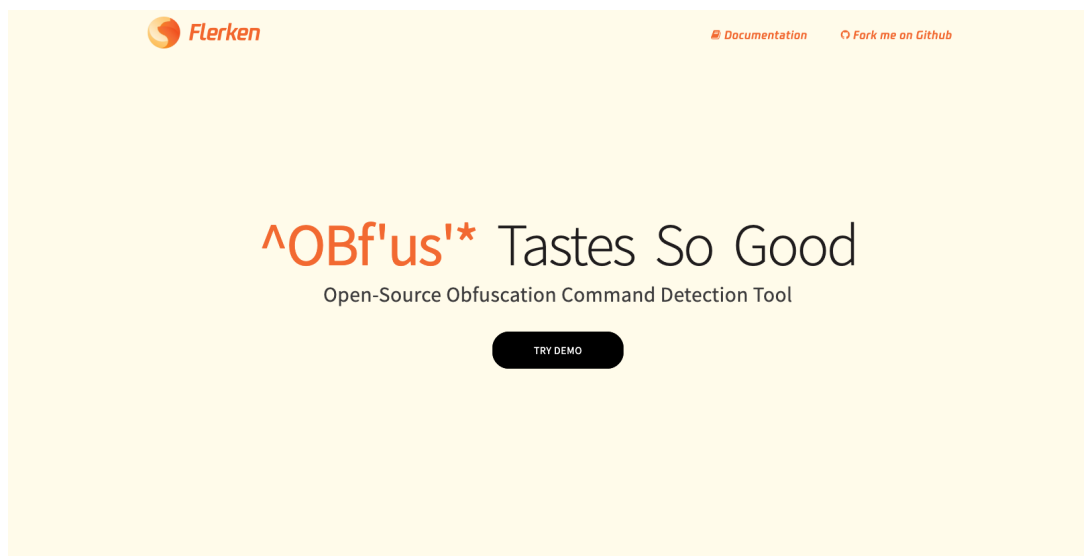 Flerken
Documentation
Fork me on Github
^OBf'us'* Tastes So Good
Open-Source Obfuscation Command Detection Tool
TRY DEMO